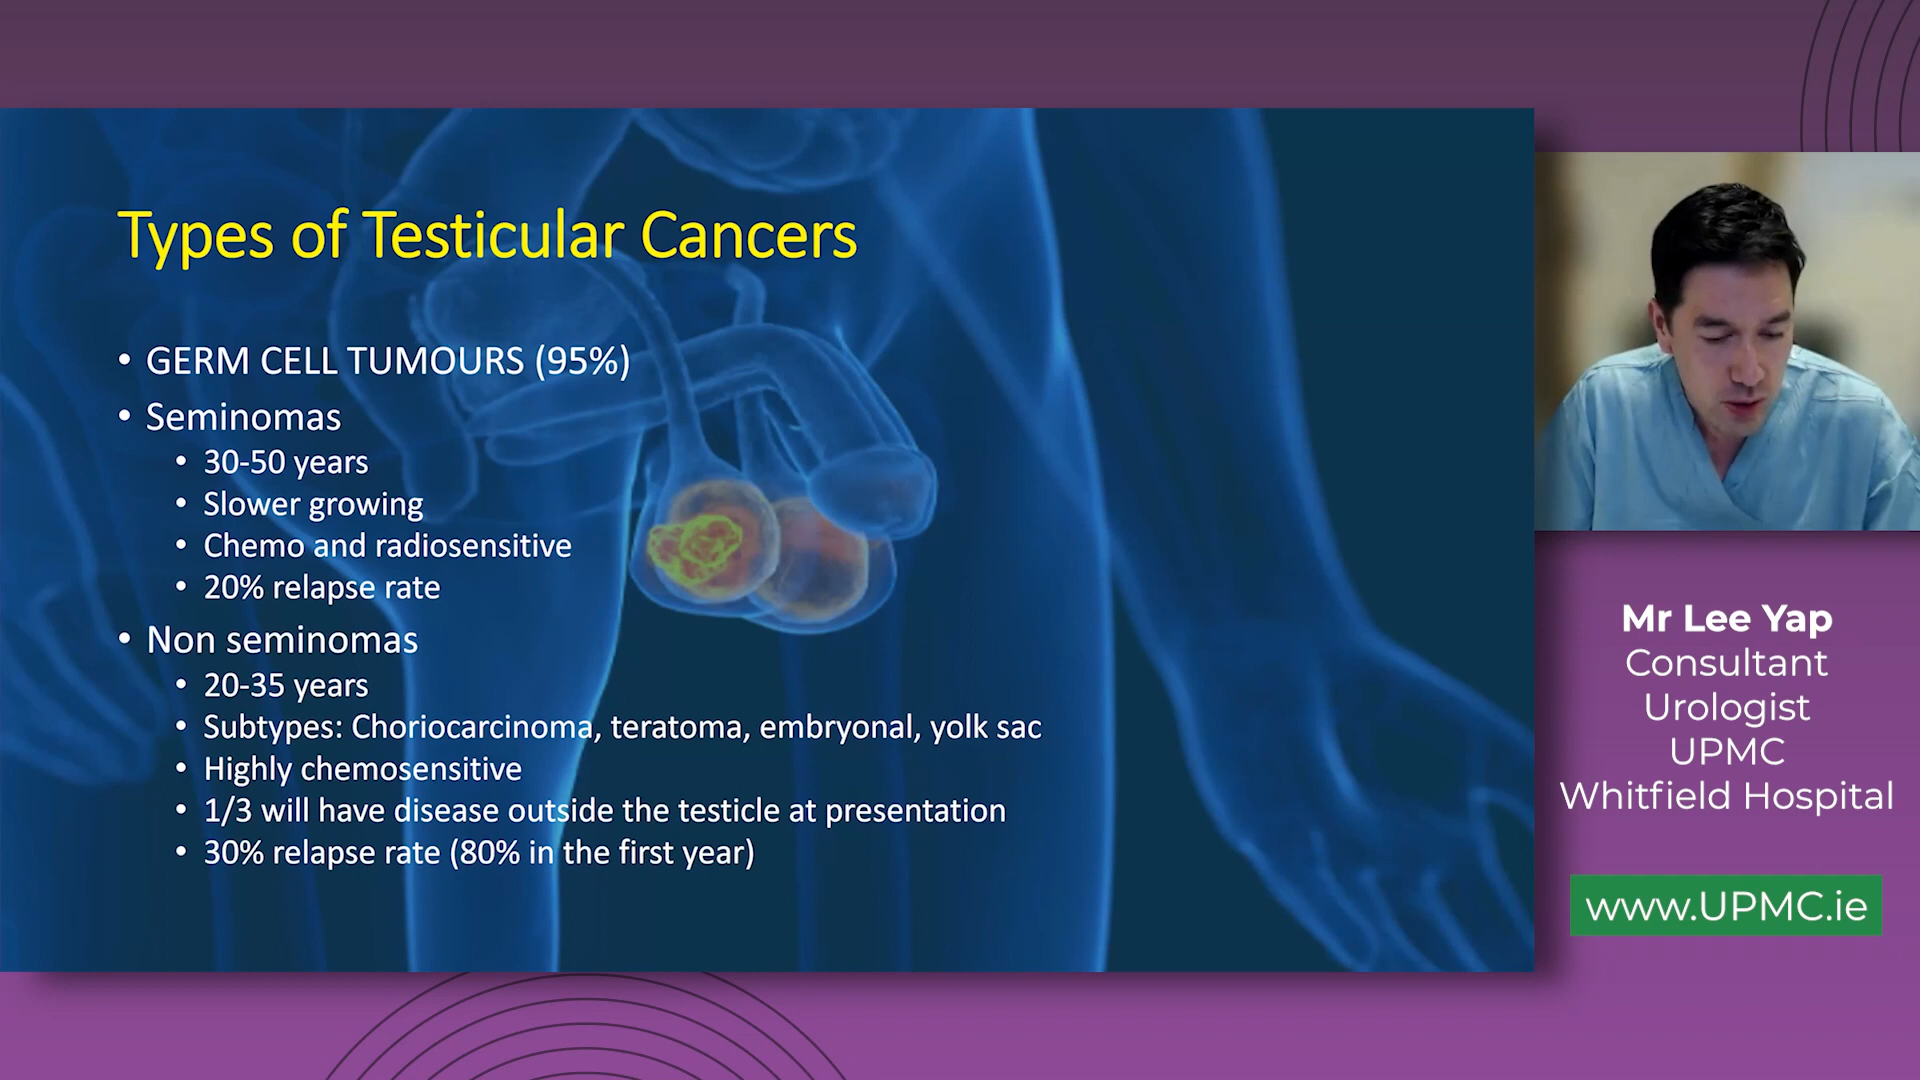 Types of Testicular Cancers
• GERM CELL TUMOURS (95%)
• Seminomas
• 30-50 years
• Slower growing
• Chemo and radiosensitive
• 20% relapse rate
• Non seminomas
• 20-35 years
• Subtypes: Choriocarcinoma, teratoma, embryonal, yolk sac
• Highly chemosensitive
• 1/3 will have disease outside the testicle at presentation
• 30% relapse rate (80% in the first year)
Mr Lee Yap
Consultant
Urologist
UPMC
Whitfield Hospital
www.UPMC.ie